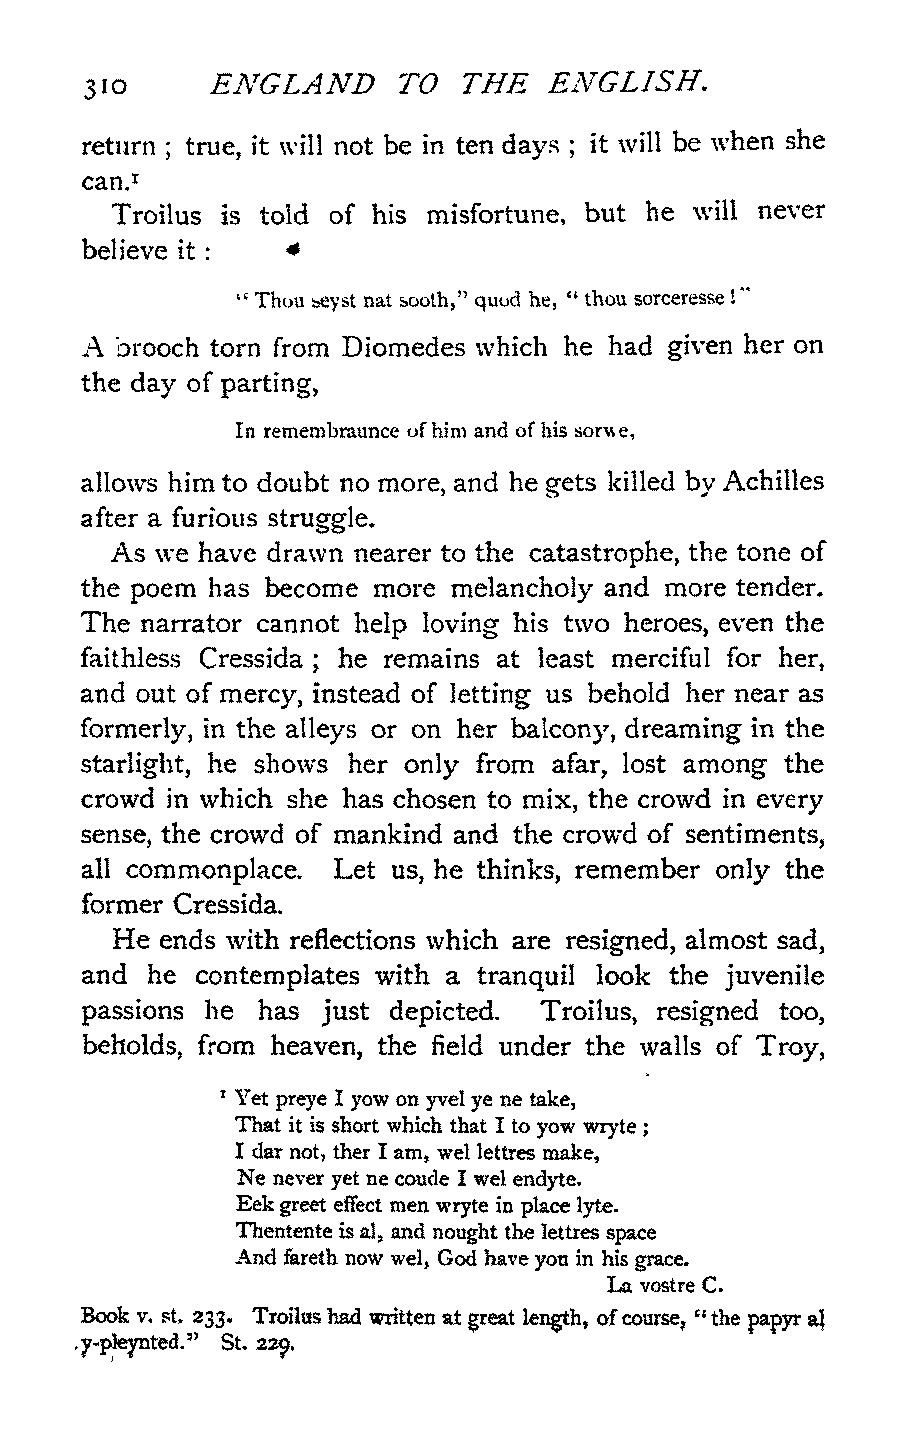 310 ENGLAND TO THE ENGLISH.
return ; true, it will not be in ten days ; it will be when she
can.¹
Troilus is told of his misfortune, but he will never
believe it :
“ Thou seyst nat sooth,” quod he, “ thou sorceresse ! ”
A brooch torn from Diomedes which he had given her on
the day of parting,
In remembraunce of him and of his sorwe,
allows him to doubt no more, and he gets killed by Achilles
after a furious struggle.
As we have drawn nearer to the catastrophe, the tone of
the poem has become more melancholy and more tender.
The narrator cannot help loving his two heroes, even the
faithless Cressida ; he remains at least merciful for her,
and out of mercy, instead of letting us behold her near as
formerly, in the alleys or on her balcony, dreaming in the
starlight, he shows her only from afar, lost among the
crowd in which she has chosen to mix, the crowd in every
sense, the crowd of mankind and the crowd of sentiments,
all commonplace. Let us, he thinks, remember only the
former Cressida.
He ends with reflections which are resigned, almost sad,
and he contemplates with a tranquil look the juvenile
passions he has just depicted. Troilus, resigned too,
beholds, from heaven, the field under the walls of Troy,
¹ Yet preye I yow on yvel ye ne take,
That it is short which that I to yow wryte ;
I dar not, ther I am, wel lettres make,
Ne never yet ne coude I wel endyte.
Eek greet effect men wryte in place lyte.
Thentente is al, and nought the lettres space
And fareth now wel, God have you in his grace.
La vostre C.
Book v. st. 233. Troilus had written at great length, of course, “ the papyr al
y-pleynted.” St. 229.